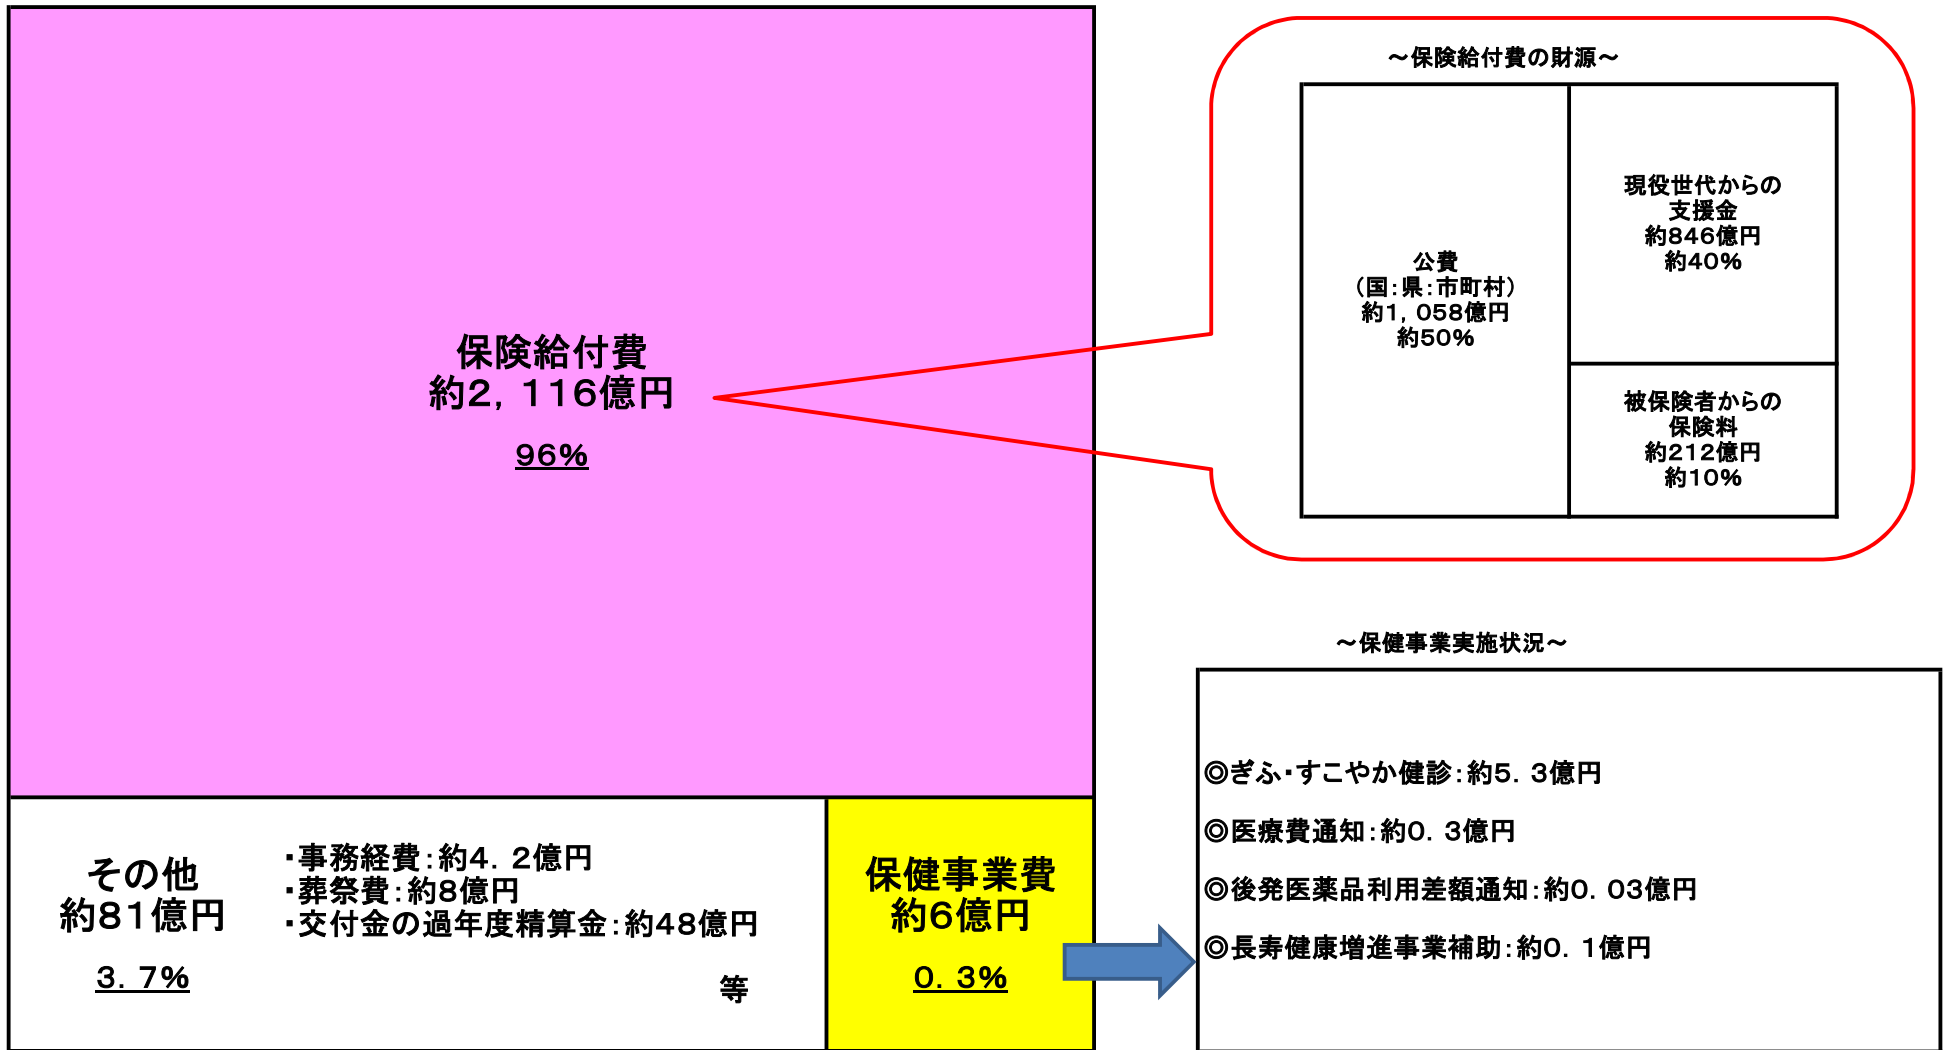 保険給付費
約2，116億円
96%
～保険給付費の財源～
公費
（国：県：市町村）
約1，058億円
約50%
現役世代からの
支援金
約846億円
約40%
被保険者からの
保険料
約212億円
約10%
その他
約81億円
3．7%
・事務経費：約4．2億円
・葬祭費：約8億円
・交付金の過年度精算金：約48億円
等
保健事業費
約6億円
0．3%
～保健事業実施状況～
◎ぎふ・すこやか健診：約5．3億円
◎医療費通知：約0．3億円
◎後発医薬品利用差額通知：約0．03億円
◎長寿健康増進事業補助：約0．1億円